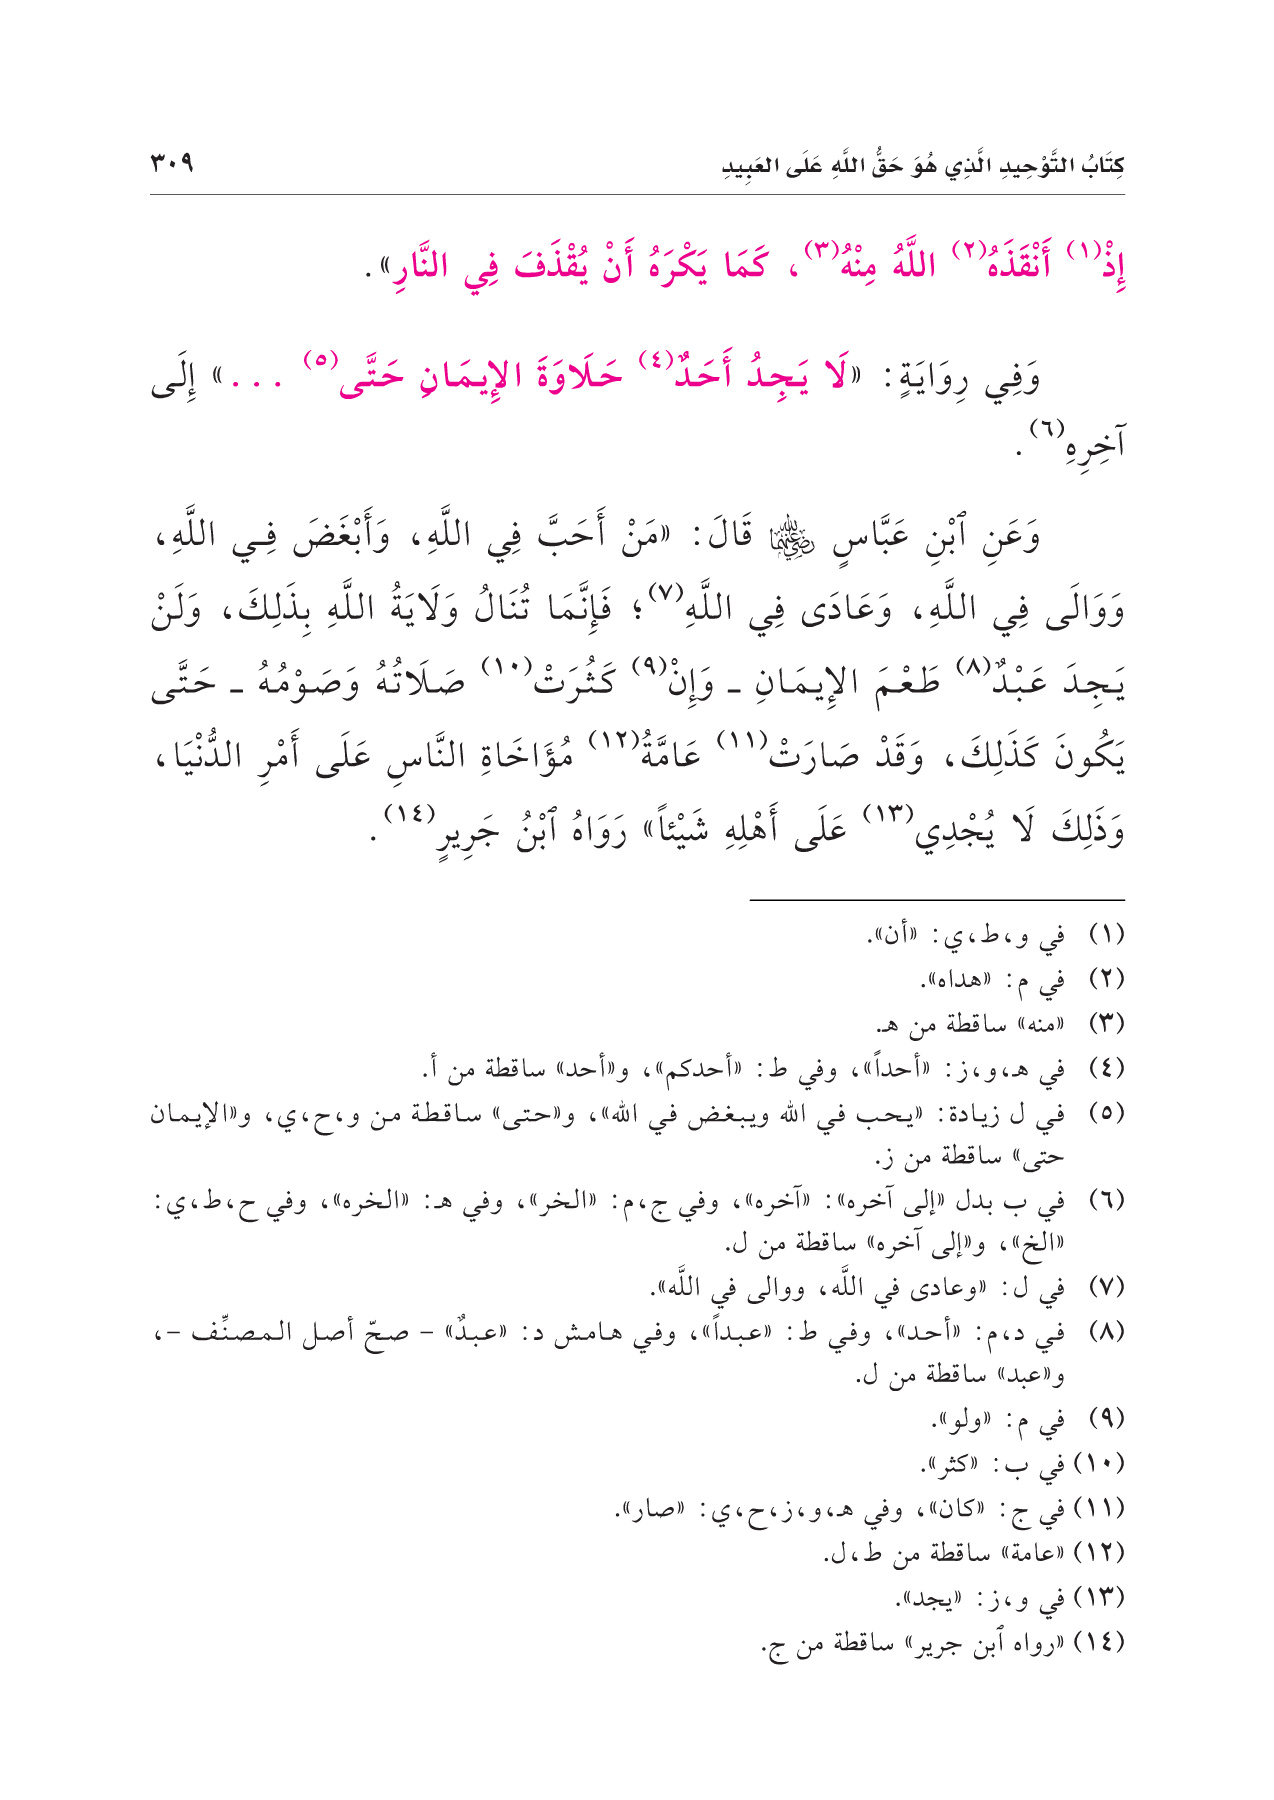 كِتَابُ التَّوْحِيدِ الَّذِي هُوَ حَقُّ اللَّهِ عَلَى العَبِيدِ ٣٠٩
إِذْ(١) أَنْقَذَهُ(٢) اللَّهُ مِنْهُ(٣)، كَمَا يَكْرَهُ أَنْ يُقْذَفَ فِي النَّارِ».
وَفِي رِوَايَةٍ: «لَا يَجِدُ أَحَدٌ(٤) حَلَاوَةَ الإِيمَانِ حَتَّى(٥) ...» إِلَى
آخِرِهِ(٦).
وَعَنِ ٱبْنِ عَبَّاسٍ رضي الله عنهما قَالَ: «مَنْ أَحَبَّ فِي اللَّهِ، وَأَبْغَضَ فِي اللَّهِ،
وَوَالَى فِي اللَّهِ، وَعَادَى فِي اللَّهِ(٧)؛ فَإِنَّمَا تُنَالُ وَلَايَةُ اللَّهِ بِذَلِكَ، وَلَنْ
يَجِدَ عَبْدٌ(٨) طَعْمَ الإِيمَانِ ـ وَإِنْ(٩) كَثُرَتْ(١٠) صَلَاتُهُ وَصَوْمُهُ ـ حَتَّى
يَكُونَ كَذَلِكَ، وَقَدْ صَارَتْ(١١) عَامَّةُ(١٢) مُؤَاخَاةِ النَّاسِ عَلَى أَمْرِ الدُّنْيَا،
وَذَلِكَ لَا يُجْدِي(١٣) عَلَى أَهْلِهِ شَيْئاً» رَوَاهُ ٱبْنُ جَرِيرٍ(١٤).
(١) في و،ط،ي: «أن».
(٢) في م: «هداه».
(٣) «منه» ساقطة من هـ.
(٤) في هـ،و،ز: «أحداً»، وفي ط: «أحدكم»، و«أحد» ساقطة من أ.
(٥) في ل زيادة: «يحب في الله ويبغض في الله»، و«حتى» ساقطة من و،ح،ي، و«الإيمان
حتى» ساقطة من ز.
(٦) في ب بدل «إلى آخره»: «آخره»، وفي ج،م: «الخر»، وفي هـ: «الخره»، وفي ح،ط،ي:
«الخ»، و«إلى آخره» ساقطة من ل.
(٧) في ل: «وعادى في اللَّه، ووالى في اللَّه».
(٨) في د،م: «أحد»، وفي ط: «عبداً»، وفي هامش د: «عبدٌ» – صحّ أصل المصنِّف –،
و«عبد» ساقطة من ل.
(٩) في م: «ولو».
(١٠) في ب: «كثر».
(١١) في ج: «كان»، وفي هـ،و،ز،ح،ي: «صار».
(١٢) «عامة» ساقطة من ط،ل.
(١٣) في و،ز: «يجد».
(١٤) «رواه ٱبن جرير» ساقطة من ج.